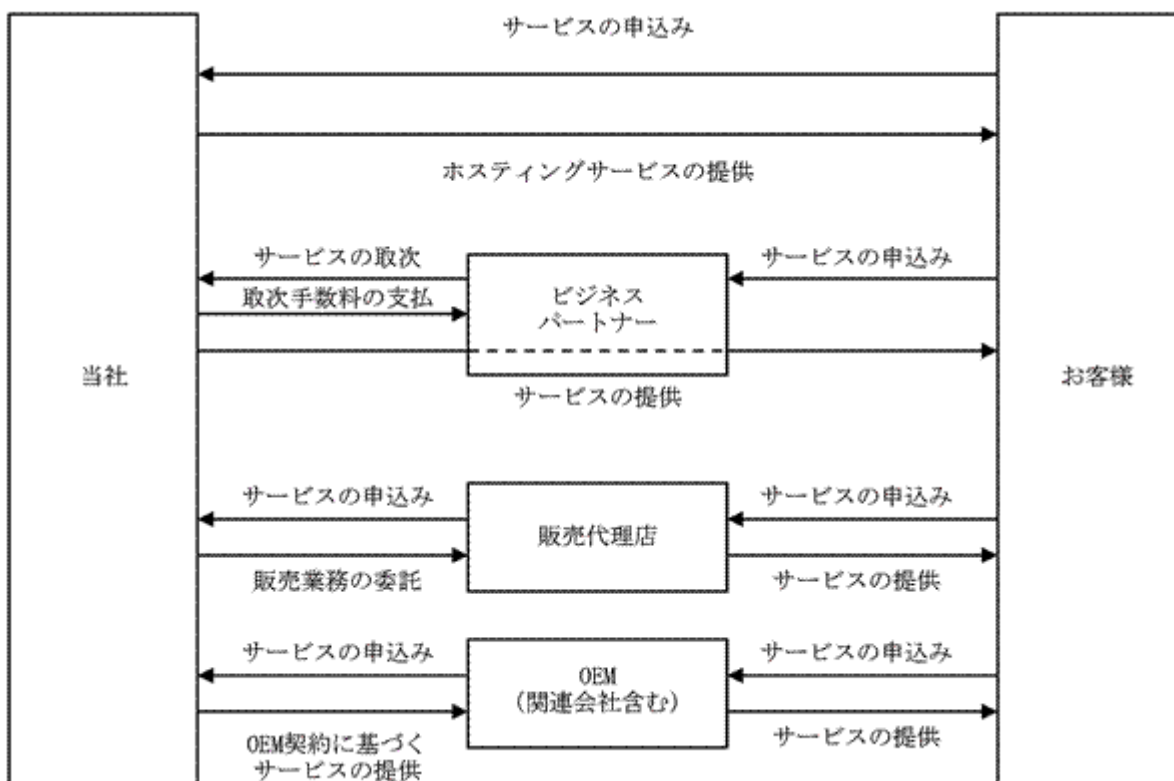 サービスの申込み
ホスティングサービスの提供
サービスの取次
サービスの申込み
取次手数料の支払
ビジネス
パートナー
当社
お客様
サービスの提供
サービスの申込み
サービスの申込み
販売代理店
販売業務の委託
サービスの提供
サービスの申込み
サービスの申込み
OEM
(関連会社含む)
OEM契約に基づく
サービスの提供
サービスの提供